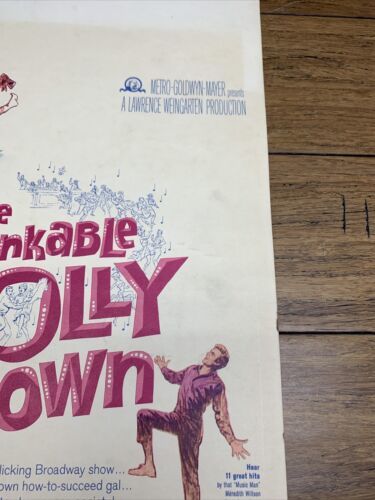 METRO-GOLDWYN-MAYER presents
A LAWRENCE WEINGARTEN PRODUCTION
e
nkABLE
OLLY
OWN
licking Broadway show...
own how-to-succeed gal...
Hear
11 great hits
by that "Music Man"
Meredith Willson